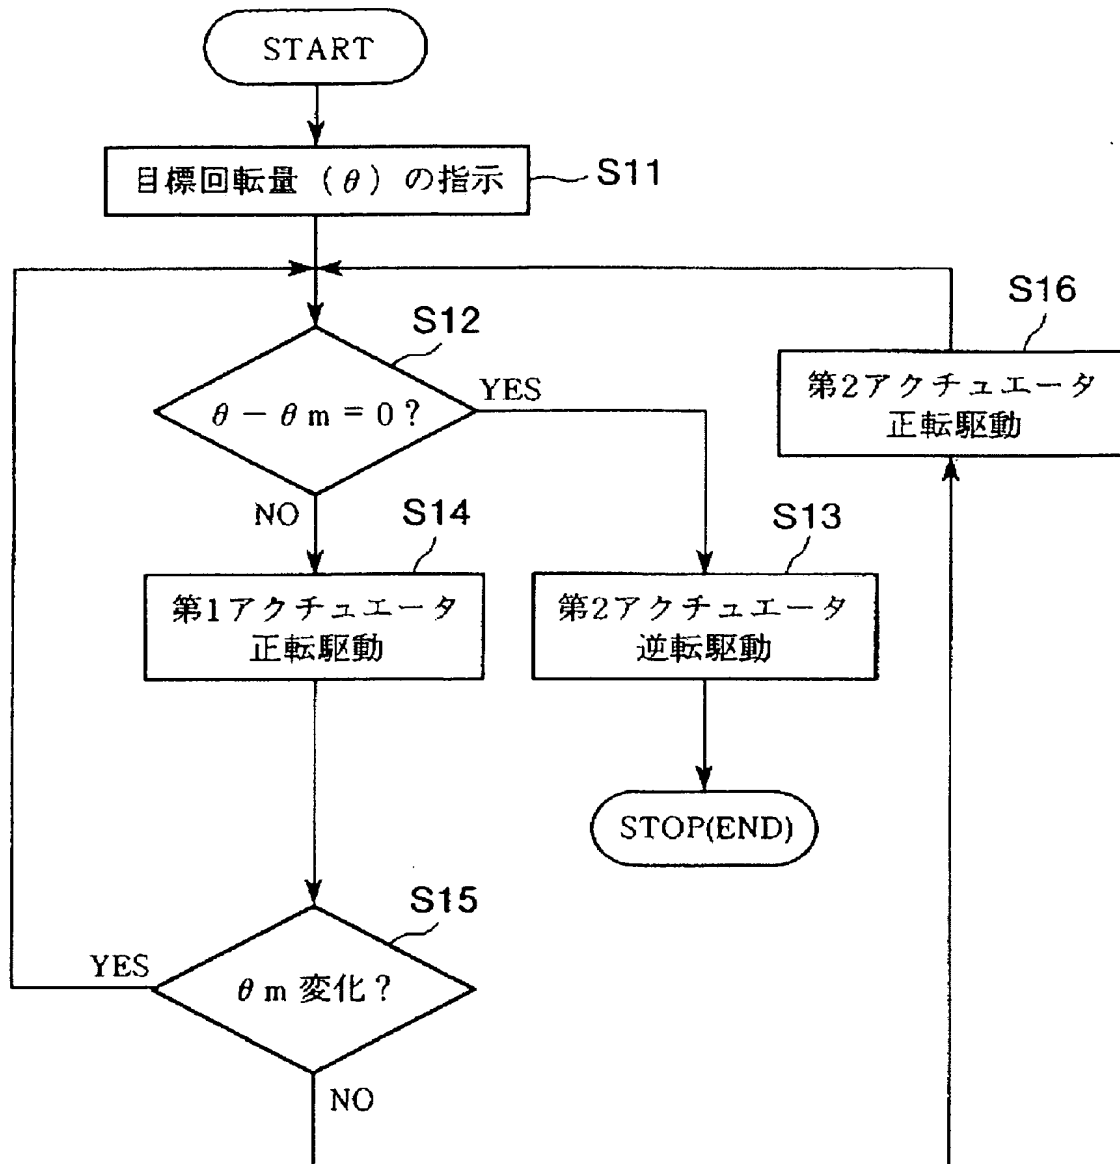 START
目標回転量 (θ) の指示
S11
S12
θ − θm = 0?
YES
NO
S16
第2アクチュエータ
正転駆動
S14
第1アクチュエータ
正転駆動
S13
第2アクチュエータ
逆転駆動
STOP(END)
S15
θm 変化?
YES
NO